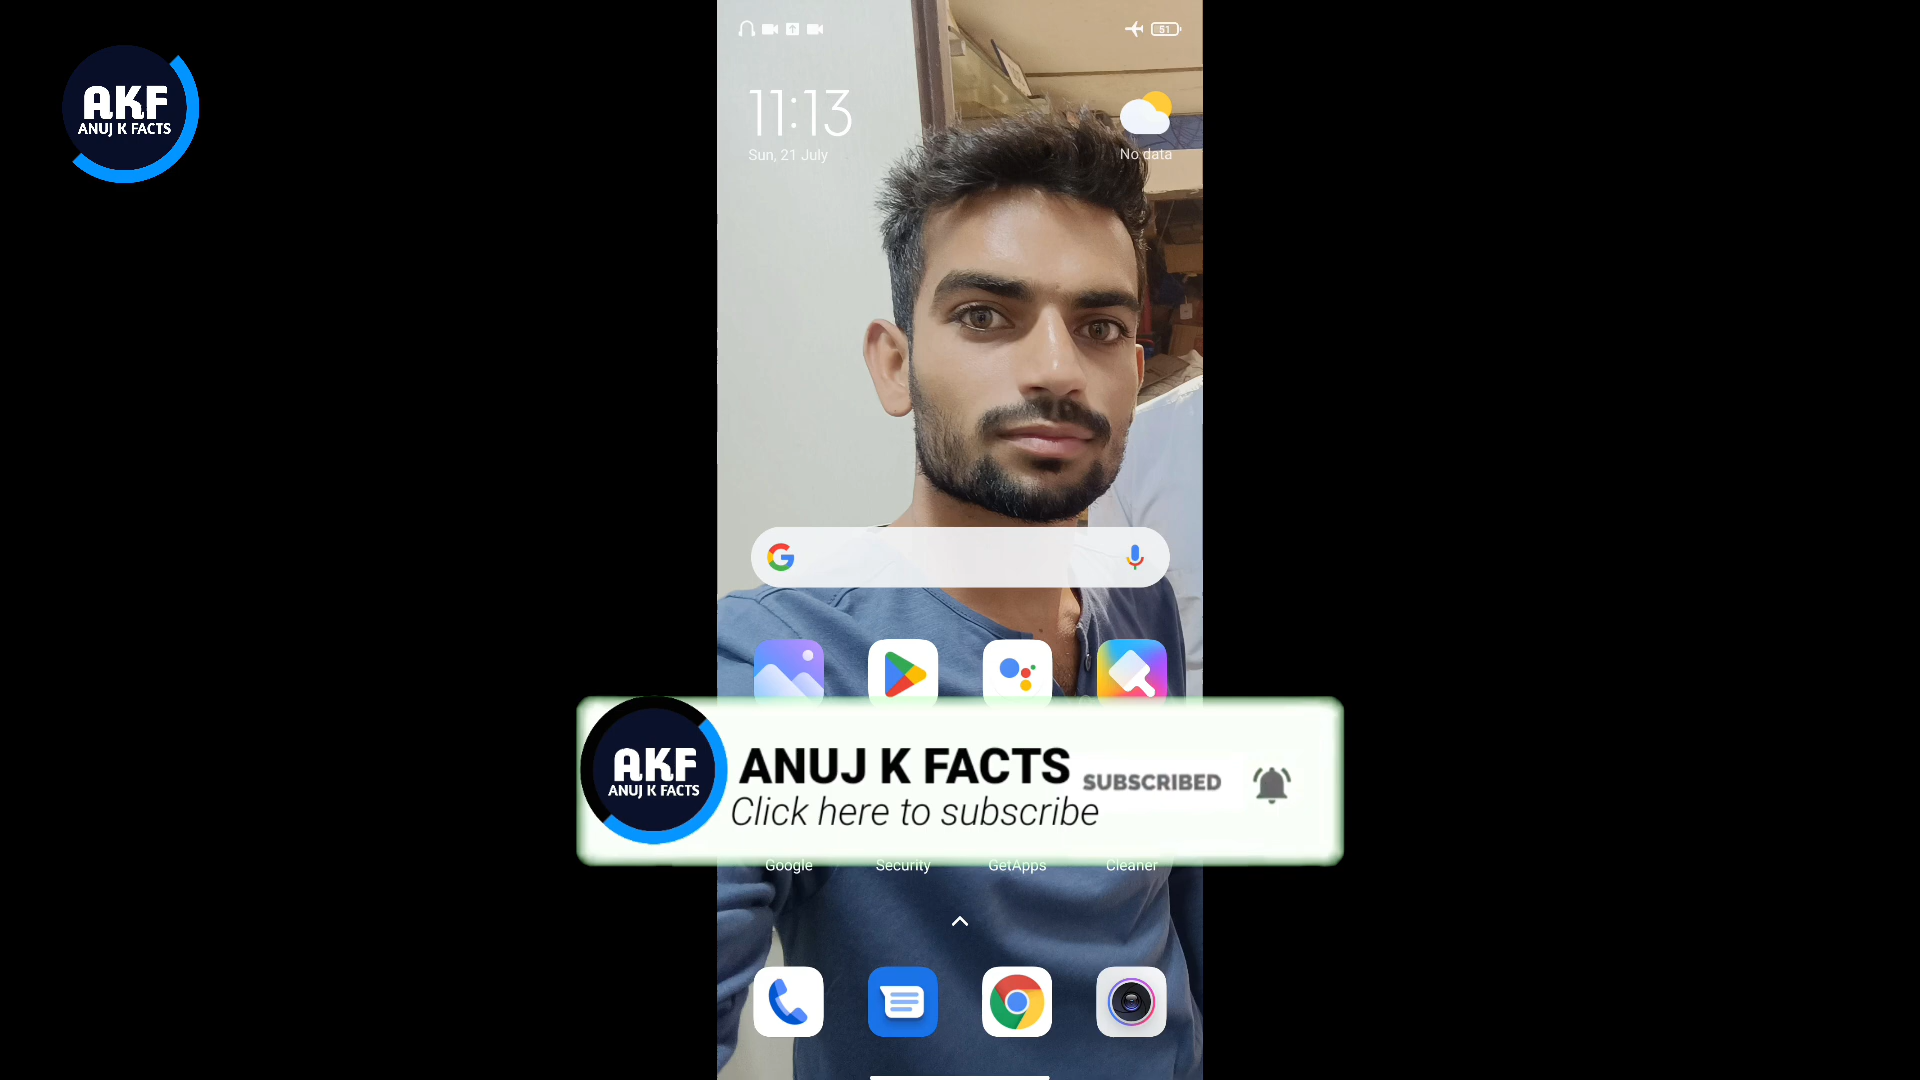 AKF
ANUJ K FACTS
51
11:13
Sun, 21 July
No data
AKF
ANUJ K FACTS
ANUJ K FACTS
SUBSCRIBED
Click here to subscribe
Google Security GetApps Cleaner